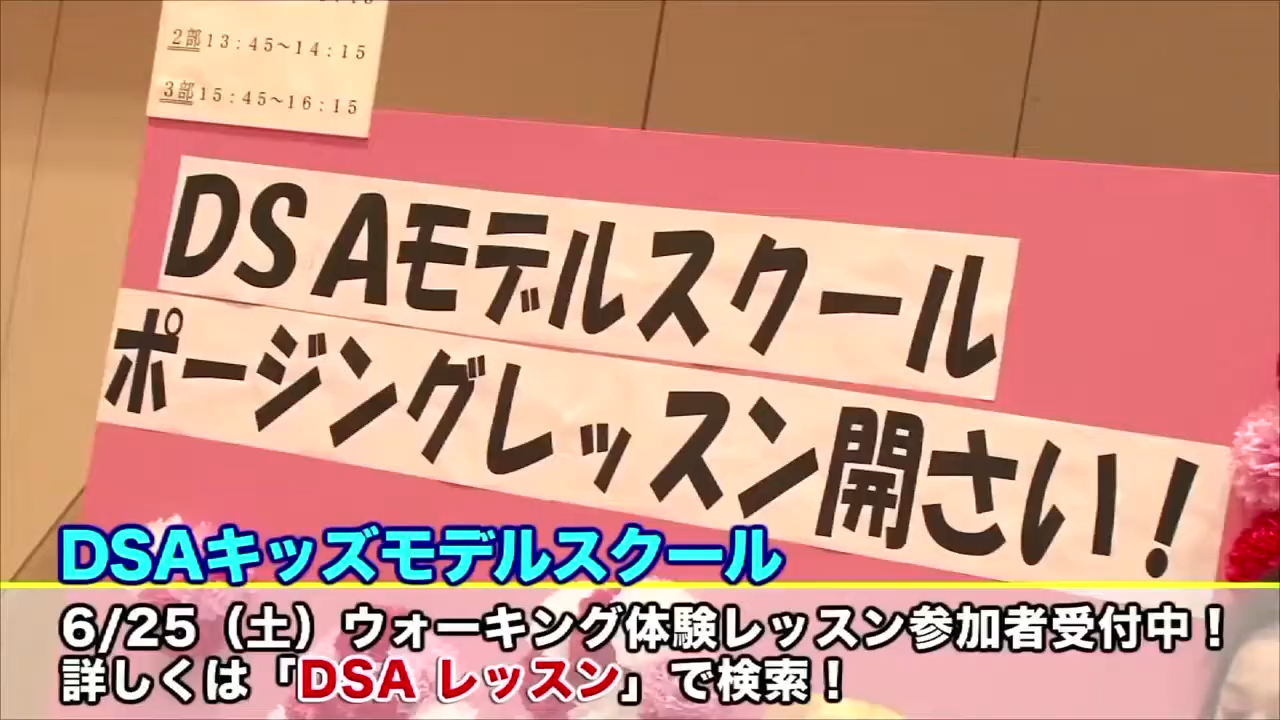 2部13:45~14:15
3部15:45~16:15
DSAモデルスクール
ポージングレッスン開さい!
DSAキッズモデルスクール
6/25(土)ウォーキング体験レッスン参加者受付中!
詳しくは「DSA レッスン」で検索!